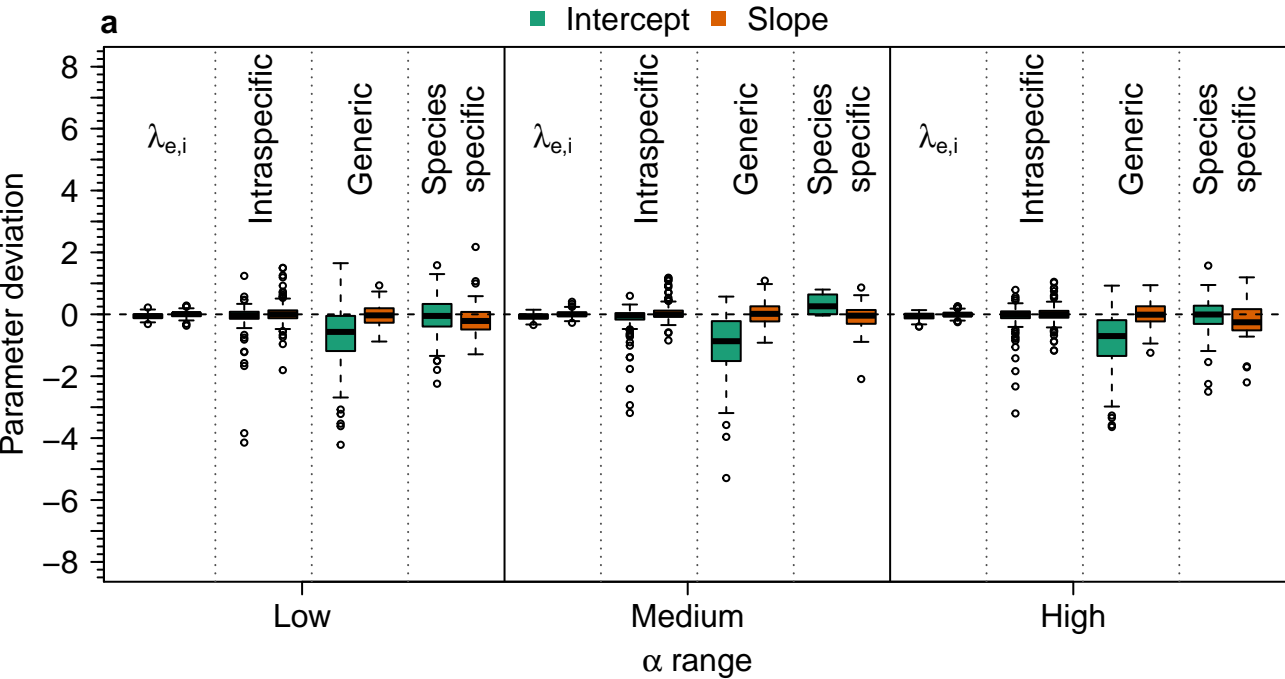 a
Intercept Slope
Parameter deviation
8
6
4
2
0
−2
−4
−6
−8
λe,i
Intraspecific
Generic
Species
specific
λe,i
Intraspecific
Generic
Species
specific
λe,i
Intraspecific
Generic
Species
specific
Low Medium High
α range